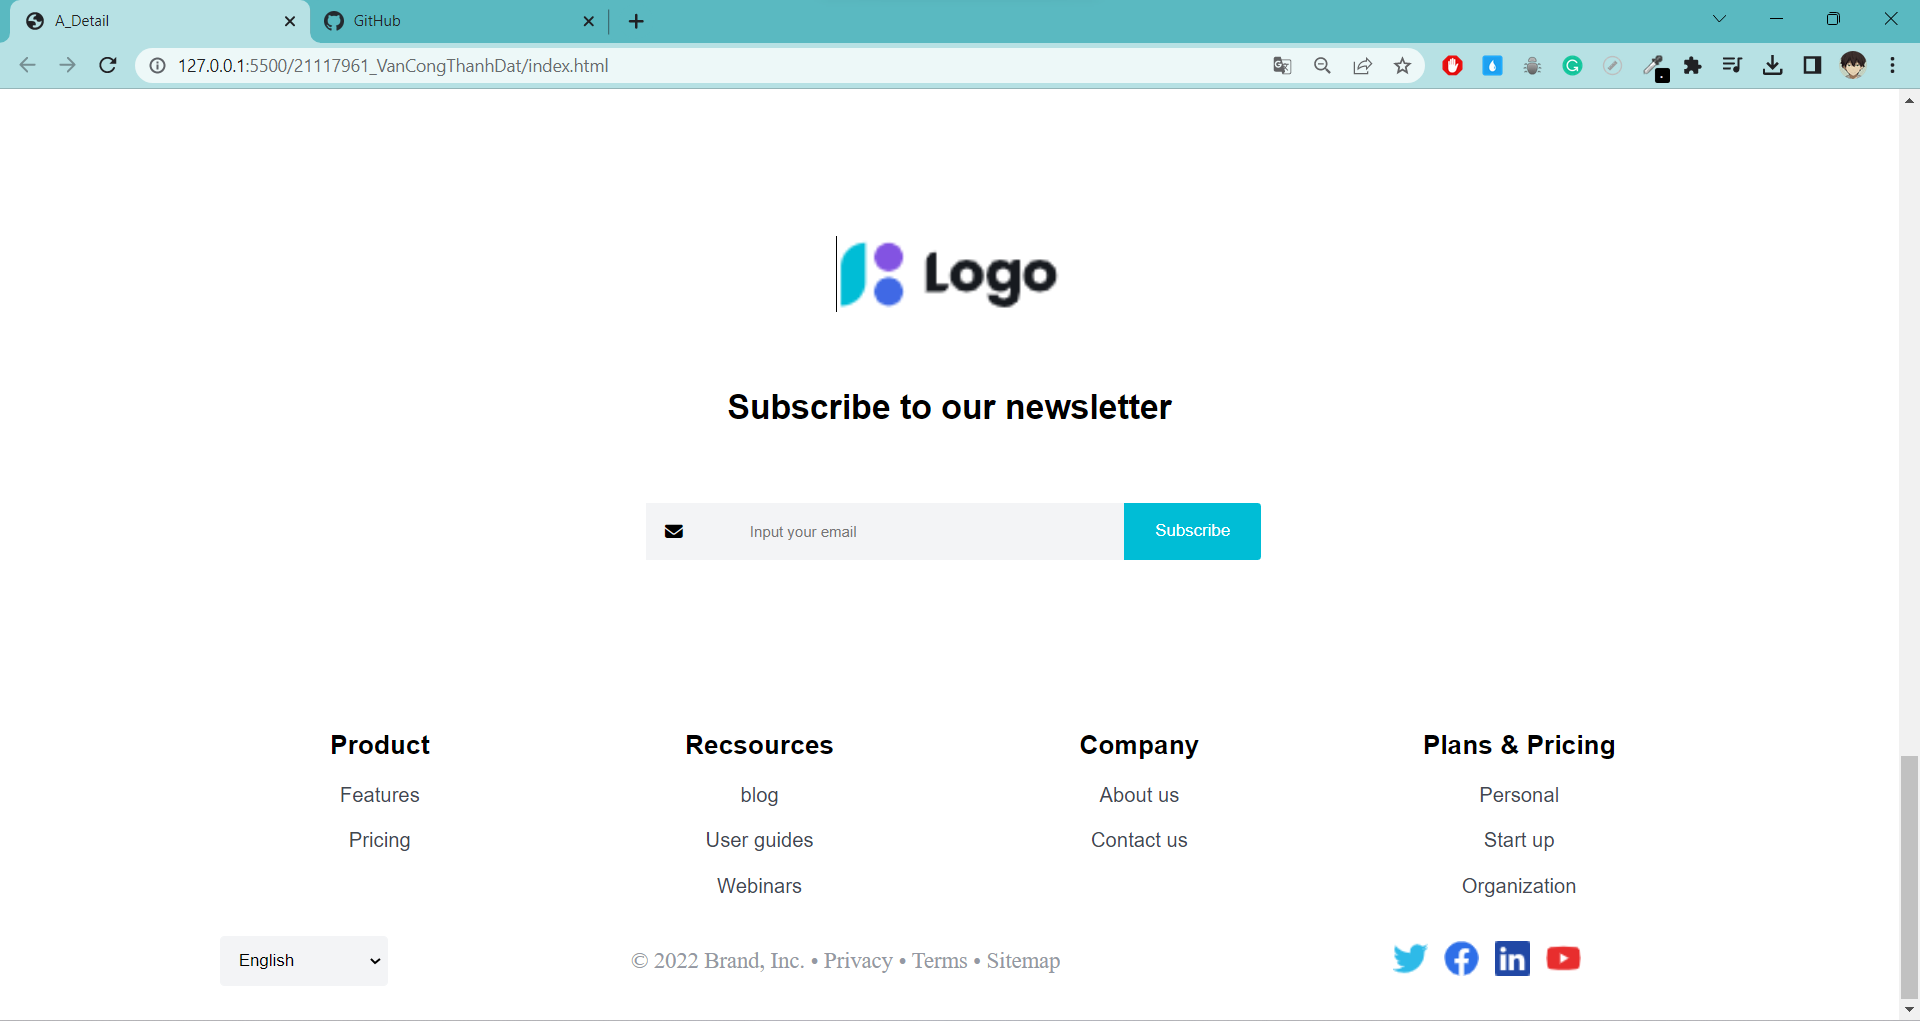 A_Detail
GitHub
127.0.0.1:5500/21117961_VanCongThanhDat/index.html
Logo
Subscribe to our newsletter
Input your email
Subscribe
Product
Features
Pricing
Recsources
blog
User guides
Webinars
Company
About us
Contact us
Plans & Pricing
Personal
Start up
Organization
English
© 2022 Brand, Inc. • Privacy • Terms • Sitemap
in